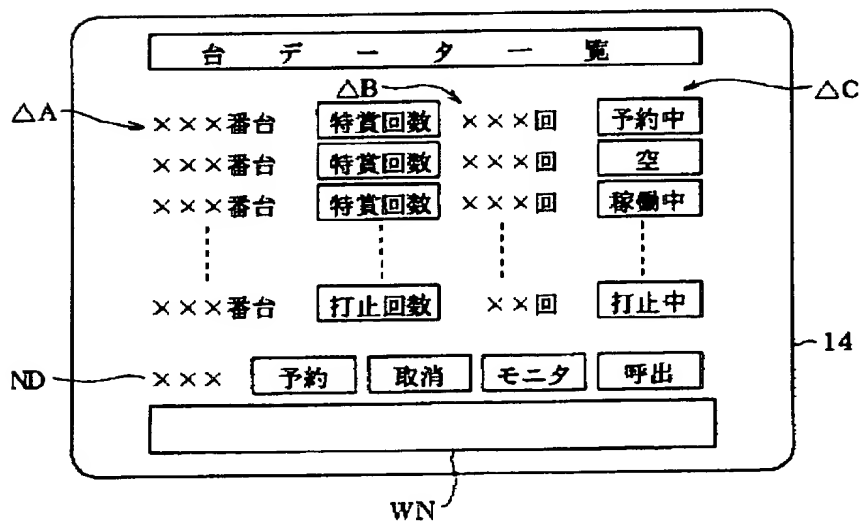 台データ一覧
△A △B △C
×××番台 特賞回数 ×××回 予約中
×××番台 特賞回数 ×××回 空
×××番台 特賞回数 ×××回 稼働中
×××番台 打止回数 ××回 打止中
14
ND ××× 予約 取消 モニタ 呼出
WN